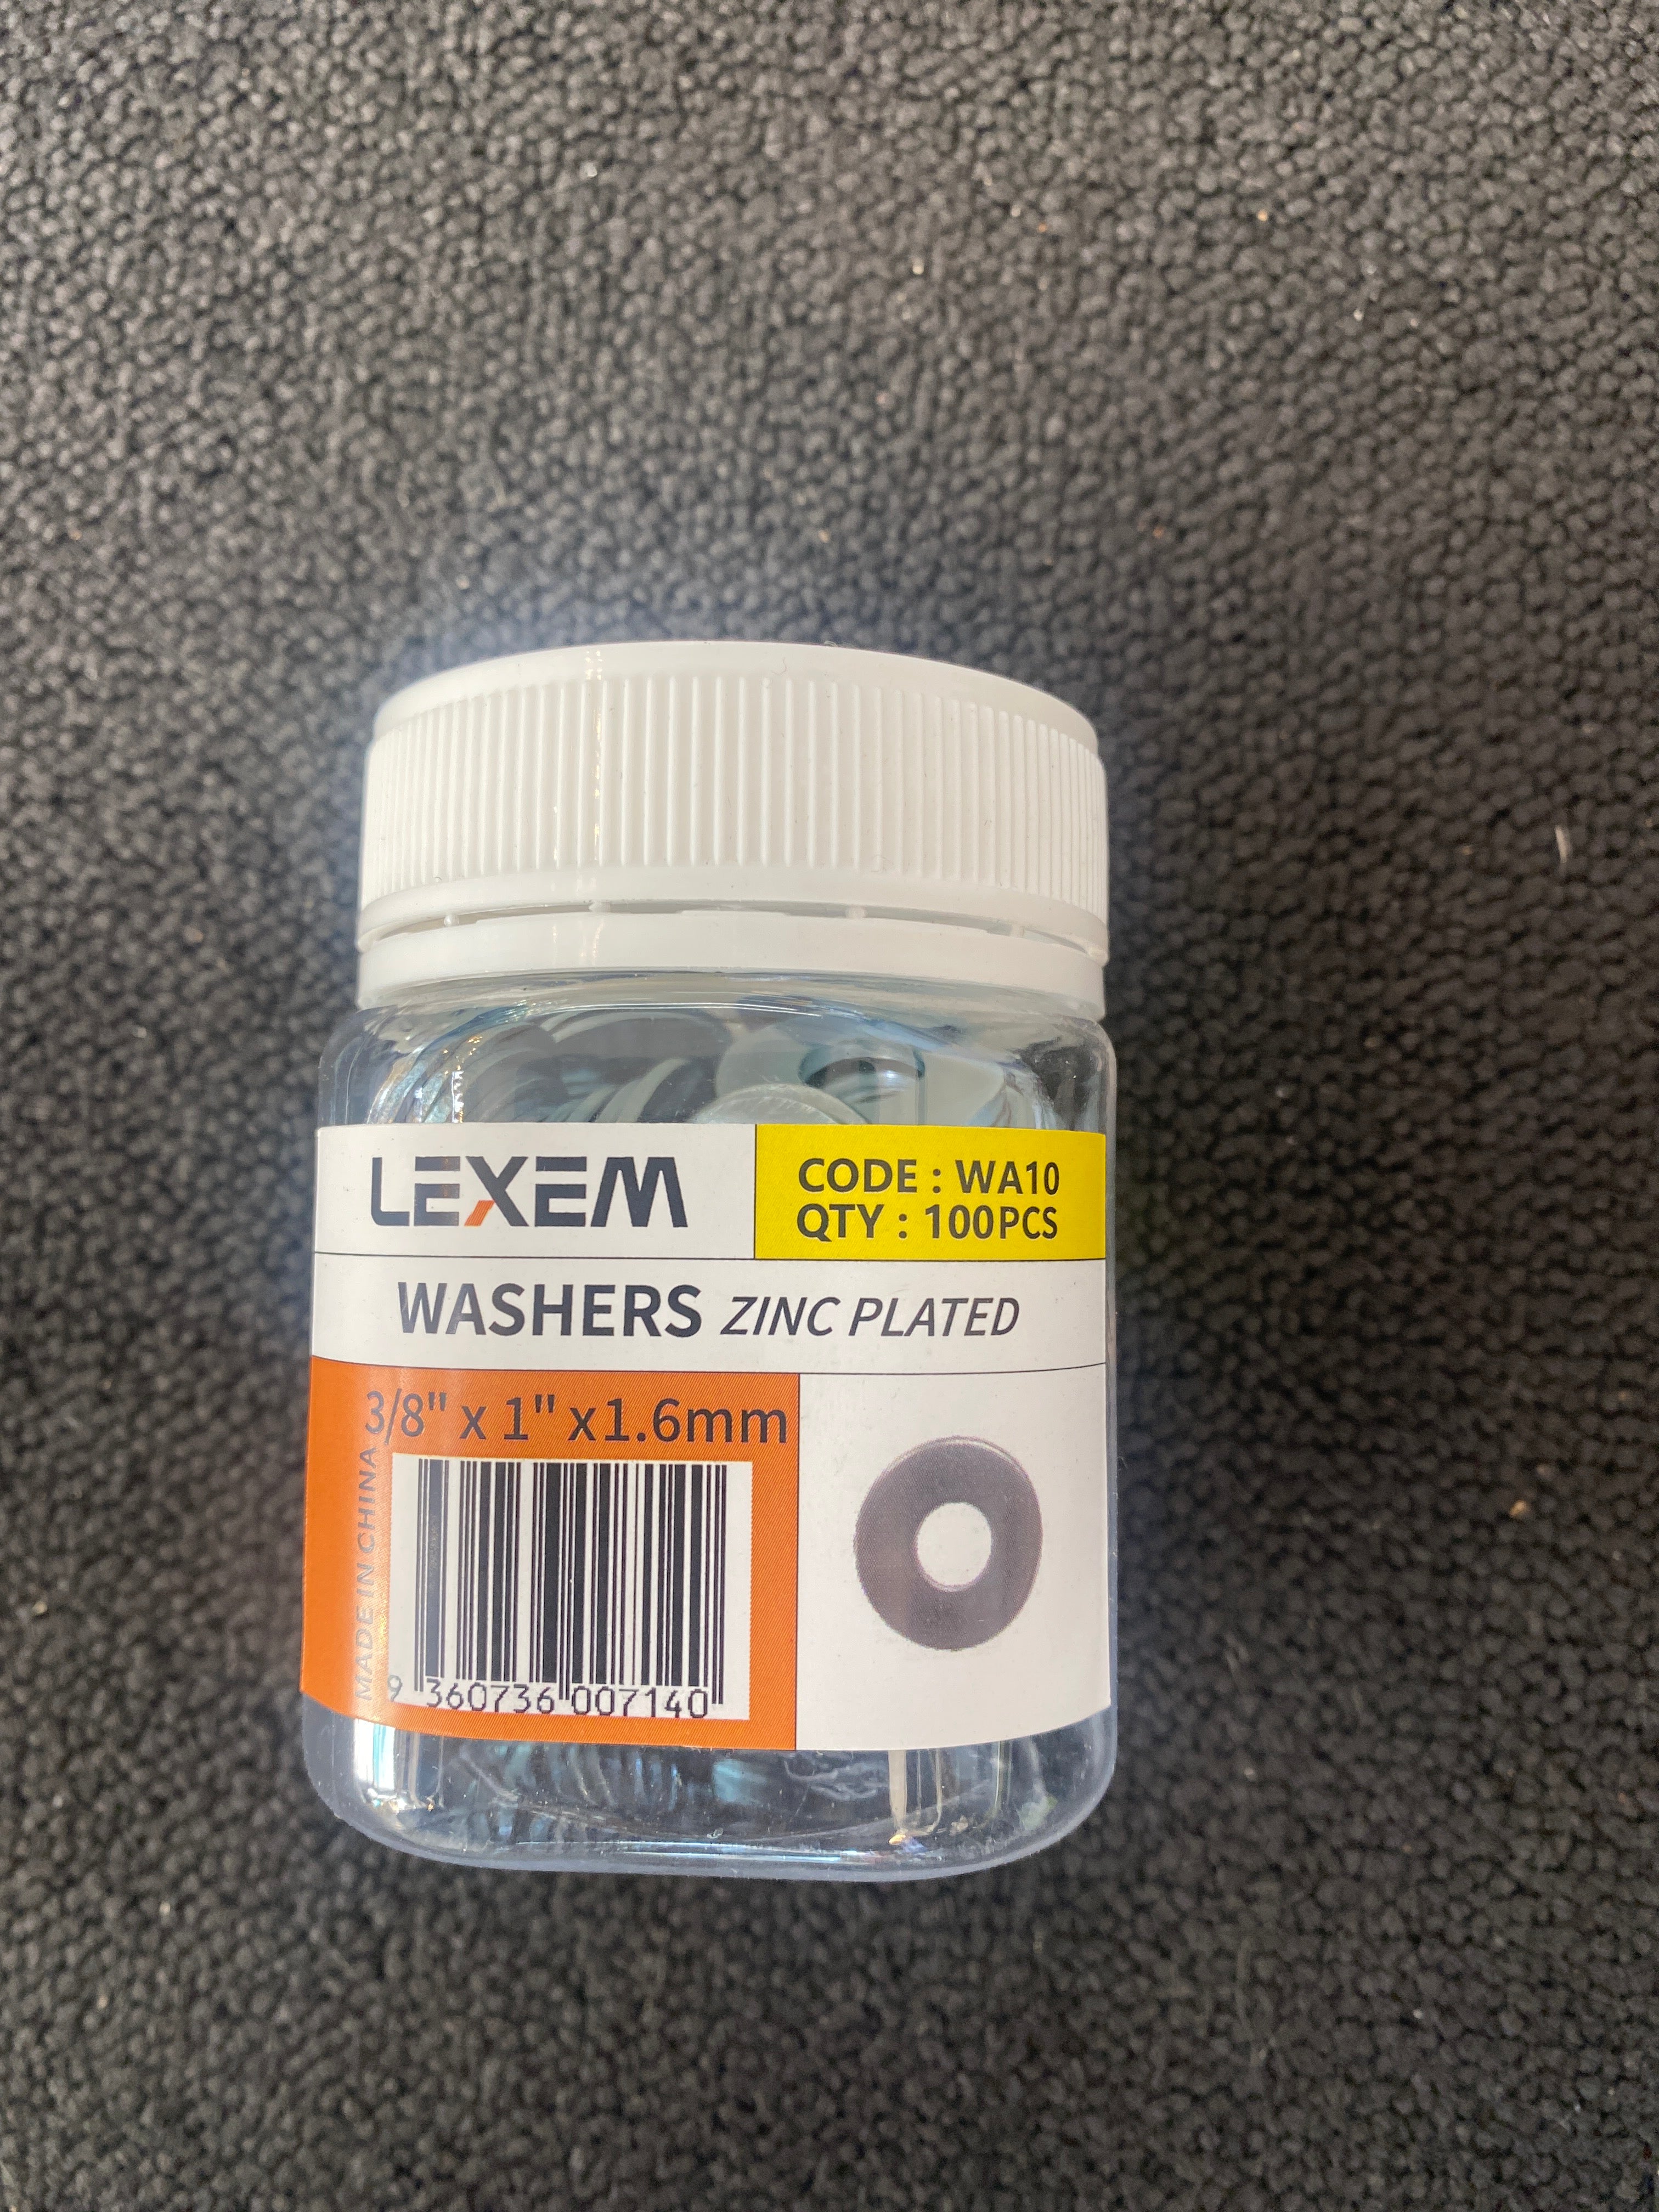 LEXEM
CODE : WA10
QTY : 100PCS
WASHERS ZINC PLATED
3/8" x 1" x1.6mm
MADE IN CHINA
9 360736 007140